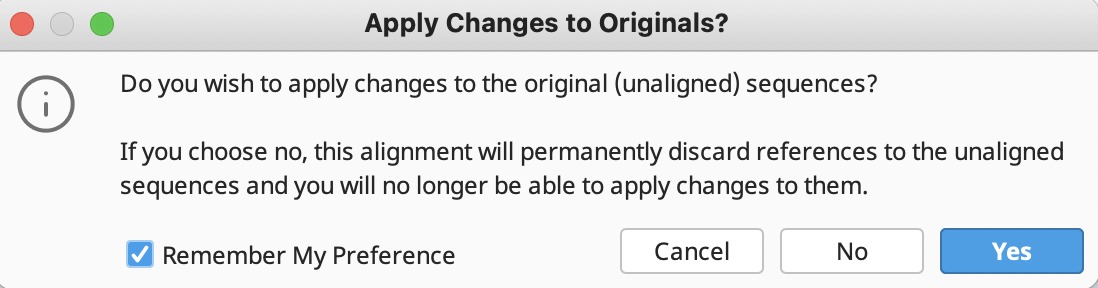 Apply Changes to Originals?
Do you wish to apply changes to the original (unaligned) sequences?
If you choose no, this alignment will permanently discard references to the unaligned
sequences and you will no longer be able to apply changes to them.
Remember My Preference
Cancel
No
Yes